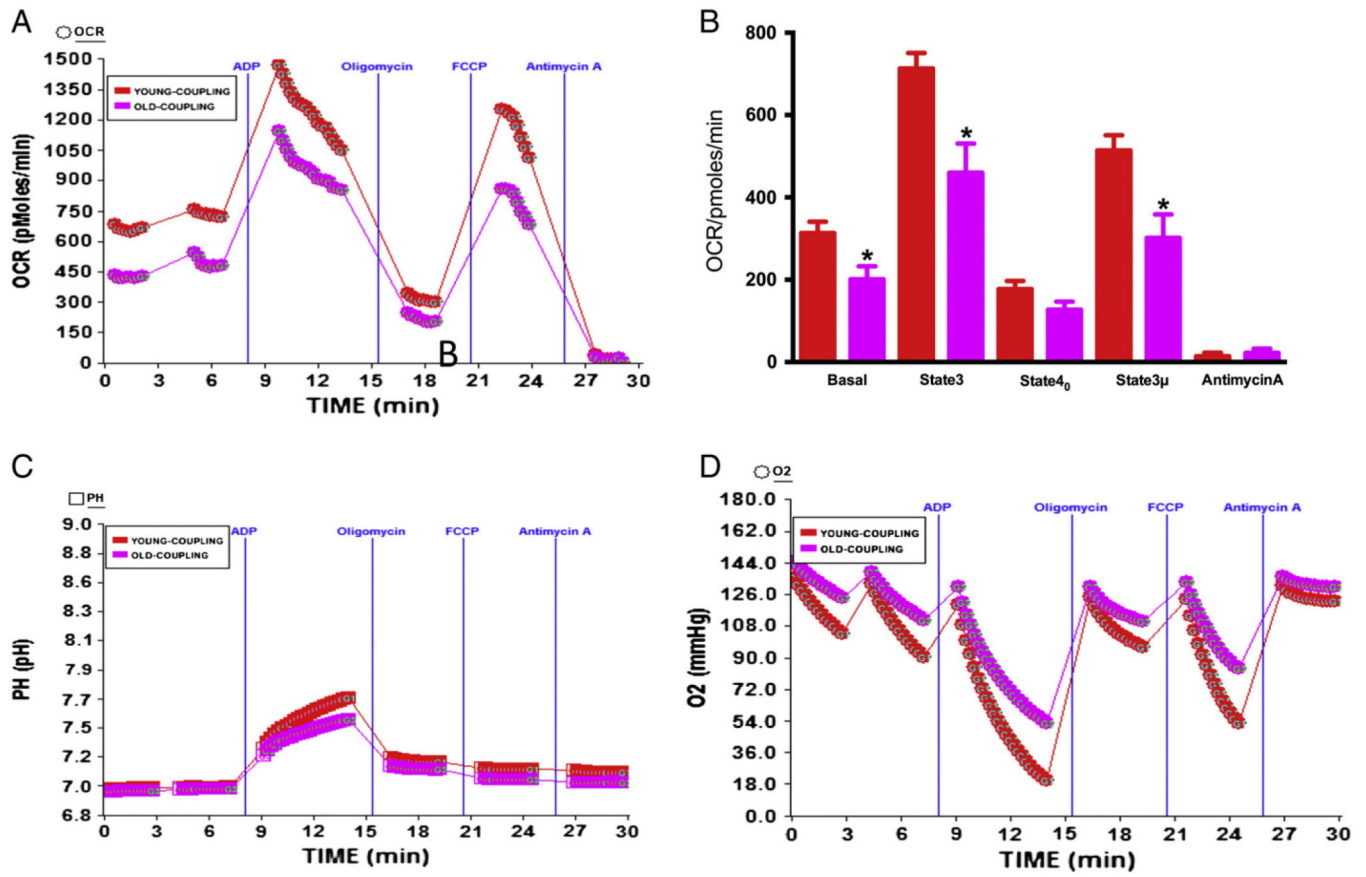 A
OCR
1500
1350
1200
1050
900
750
600
450
300
150
0
OCR (pMoles/min)
ADP
Oligomycin
FCCP
Antimycin A
YOUNG-COUPLING
OLD-COUPLING
B
0 3 6 9 12 15 18 21 24 27 30
TIME (min)
B
800
600
400
200
0
OCR/pmoles/min
*
*
*
Basal State3 State4₀ State3µ AntimycinA
C
PH
9.0
8.8
8.6
8.3
8.1
7.9
7.7
7.5
7.2
7.0
6.8
PH (pH)
ADP
Oligomycin
FCCP
Antimycin A
YOUNG-COUPLING
OLD-COUPLING
0 3 6 9 12 15 18 21 24 27 30
TIME (min)
D
O2
180.0
162.0
144.0
126.0
108.0
90.0
72.0
54.0
36.0
18.0
0.0
O2 (mmHg)
ADP
Oligomycin
FCCP
Antimycin A
YOUNG-COUPLING
OLD-COUPLING
0 3 6 9 12 15 18 21 24 27 30
TIME (min)